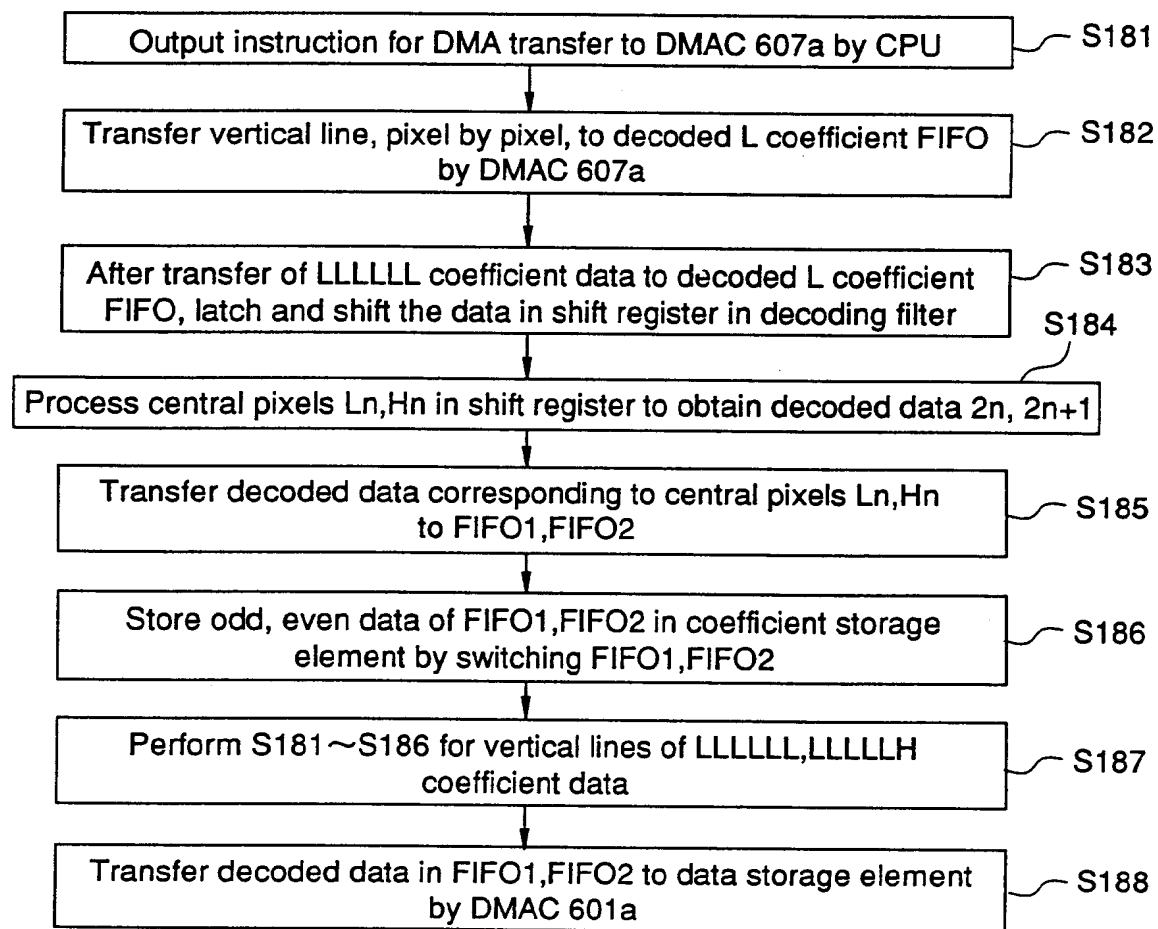 Output instruction for DMA transfer to DMAC 607a by CPU
S181
Transfer vertical line, pixel by pixel, to decoded L coefficient FIFO
by DMAC 607a
S182
After transfer of LLLLLL coefficient data to decoded L coefficient
FIFO, latch and shift the data in shift register in decoding filter
S183
S184
Process central pixels Ln,Hn in shift register to obtain decoded data 2n, 2n+1
Transfer decoded data corresponding to central pixels Ln,Hn
to FIFO1,FIFO2
S185
Store odd, even data of FIFO1,FIFO2 in coefficient storage
element by switching FIFO1,FIFO2
S186
Perform S181～S186 for vertical lines of LLLLLL,LLLLLH
coefficient data
S187
Transfer decoded data in FIFO1,FIFO2 to data storage element
by DMAC 601a
S188